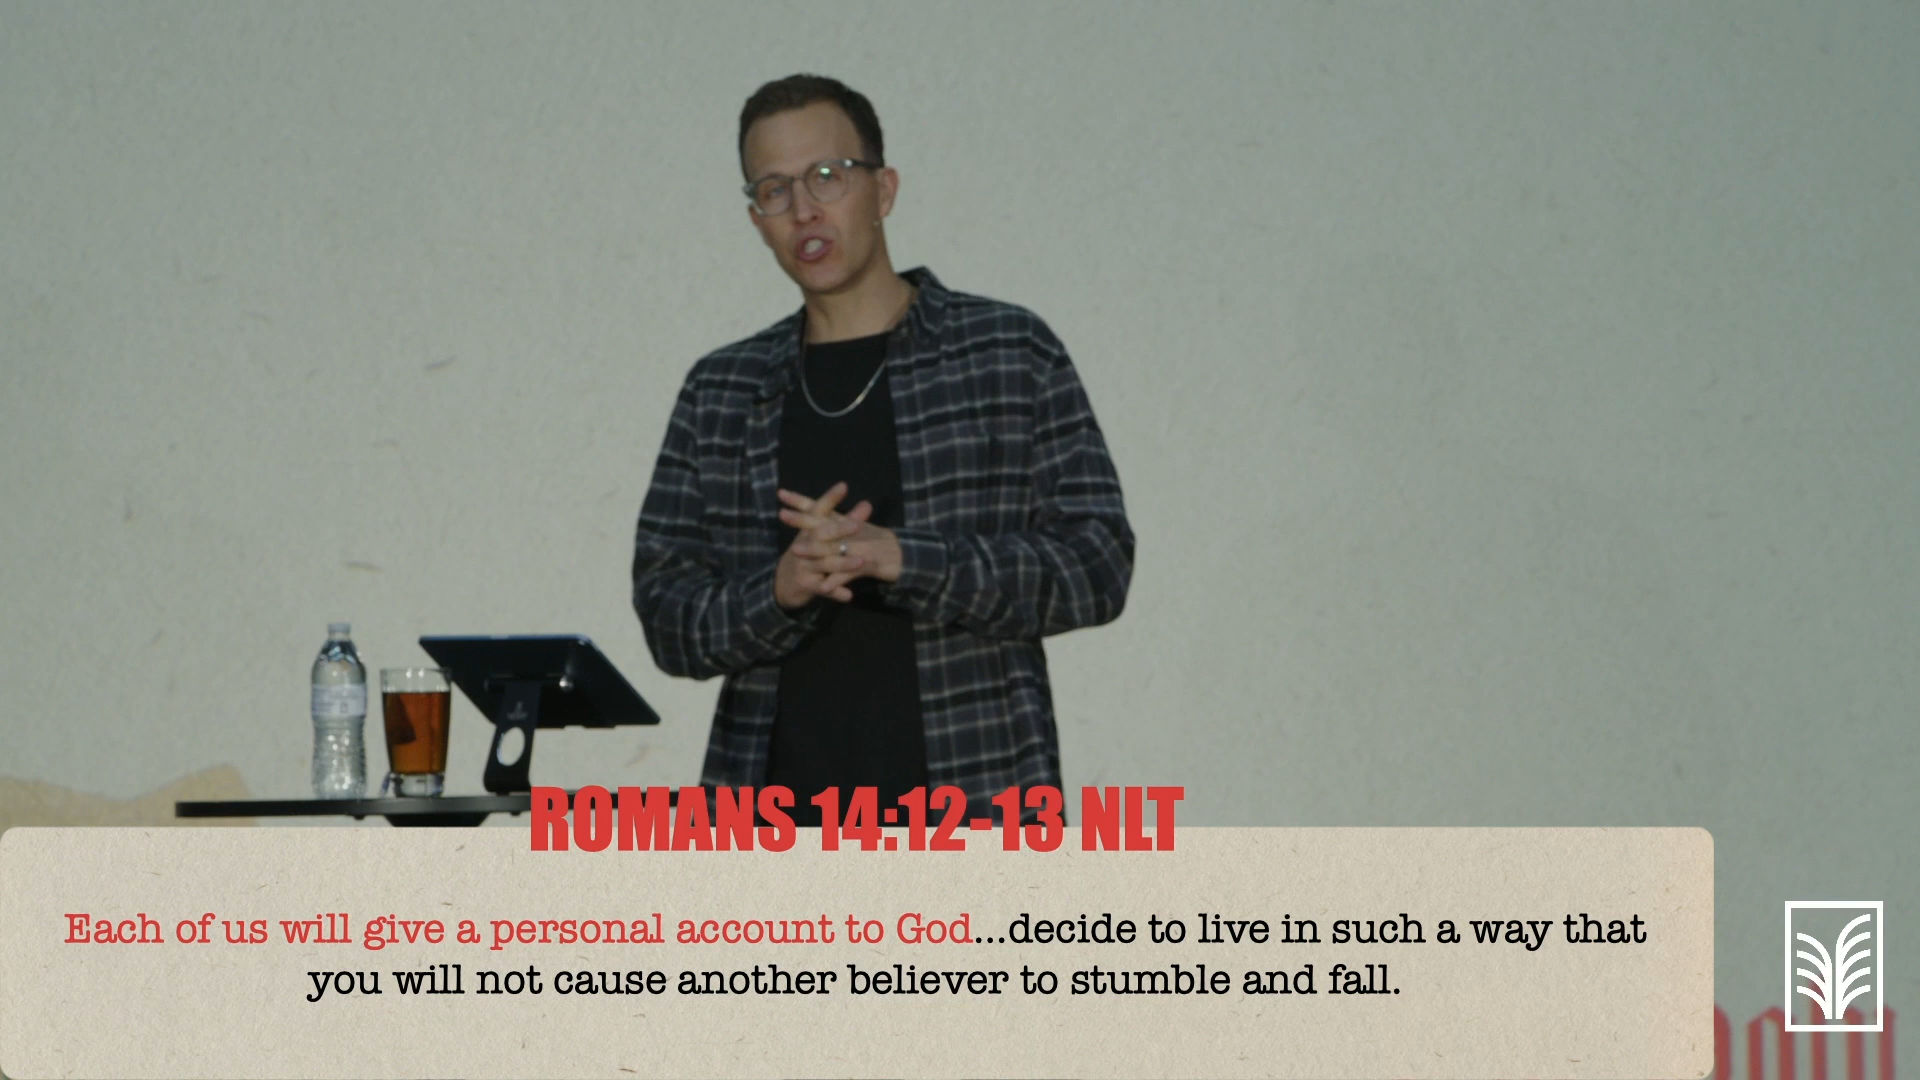 ROMANS 14:12-13 NLT
Each of us will give a personal account to God...decide to live in such a way that
you will not cause another believer to stumble and fall.